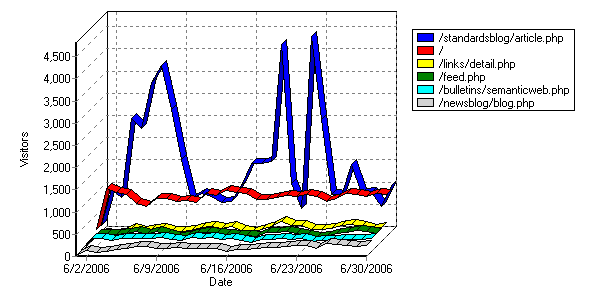 4,500
4,000
3,500
3,000
2,500
2,000
1,500
1,000
500
0
Visitors
6/2/2006 6/9/2006 6/16/2006 6/23/2006 6/30/2006
Date
/standardsblog/article.php
/
/links/detail.php
/feed.php
/bulletins/semanticweb.php
/newsblog/blog.php